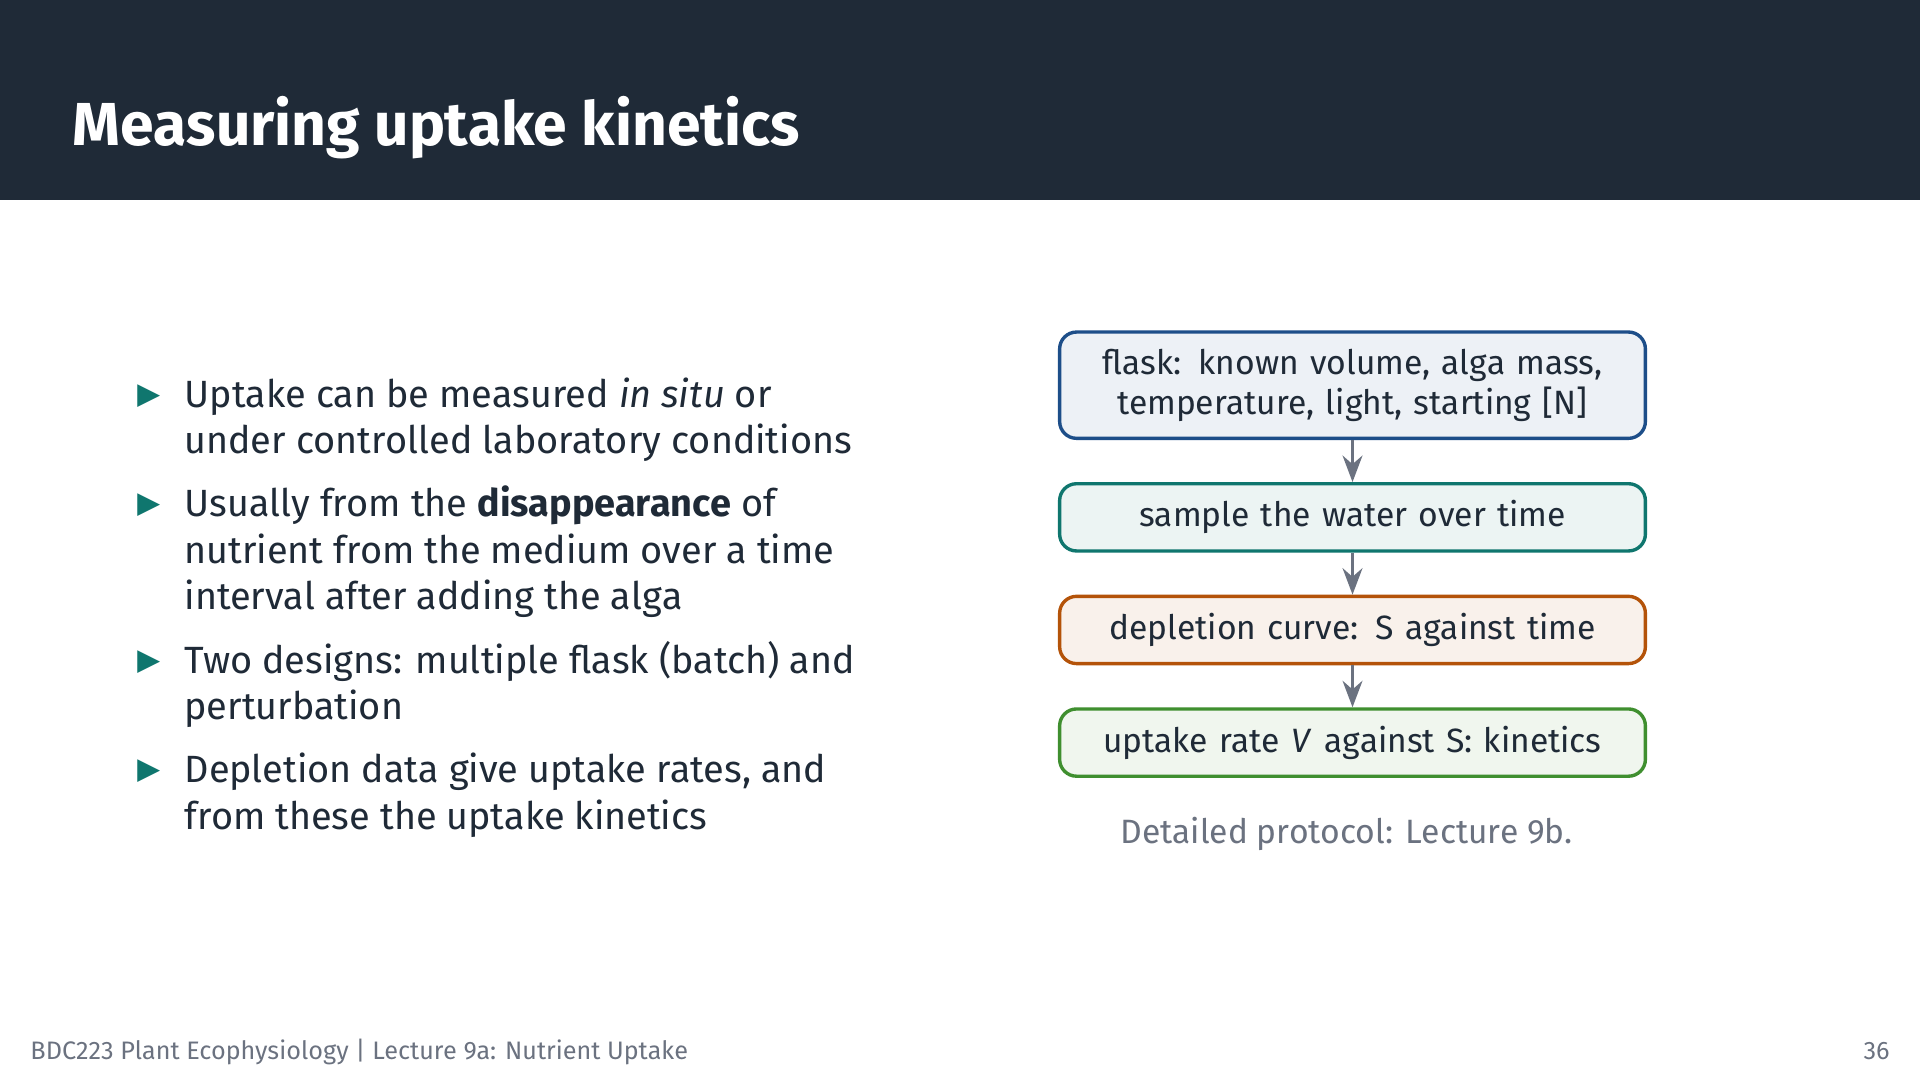 Measuring uptake kinetics
► Uptake can be measured in situ or
under controlled laboratory conditions
► Usually from the disappearance of
nutrient from the medium over a time
interval after adding the alga
► Two designs: multiple flask (batch) and
perturbation
► Depletion data give uptake rates, and
from these the uptake kinetics
flask: known volume, alga mass,
temperature, light, starting [N]
sample the water over time
depletion curve: S against time
uptake rate V against S: kinetics
Detailed protocol: Lecture 9b.
BDC223 Plant Ecophysiology | Lecture 9a: Nutrient Uptake
36